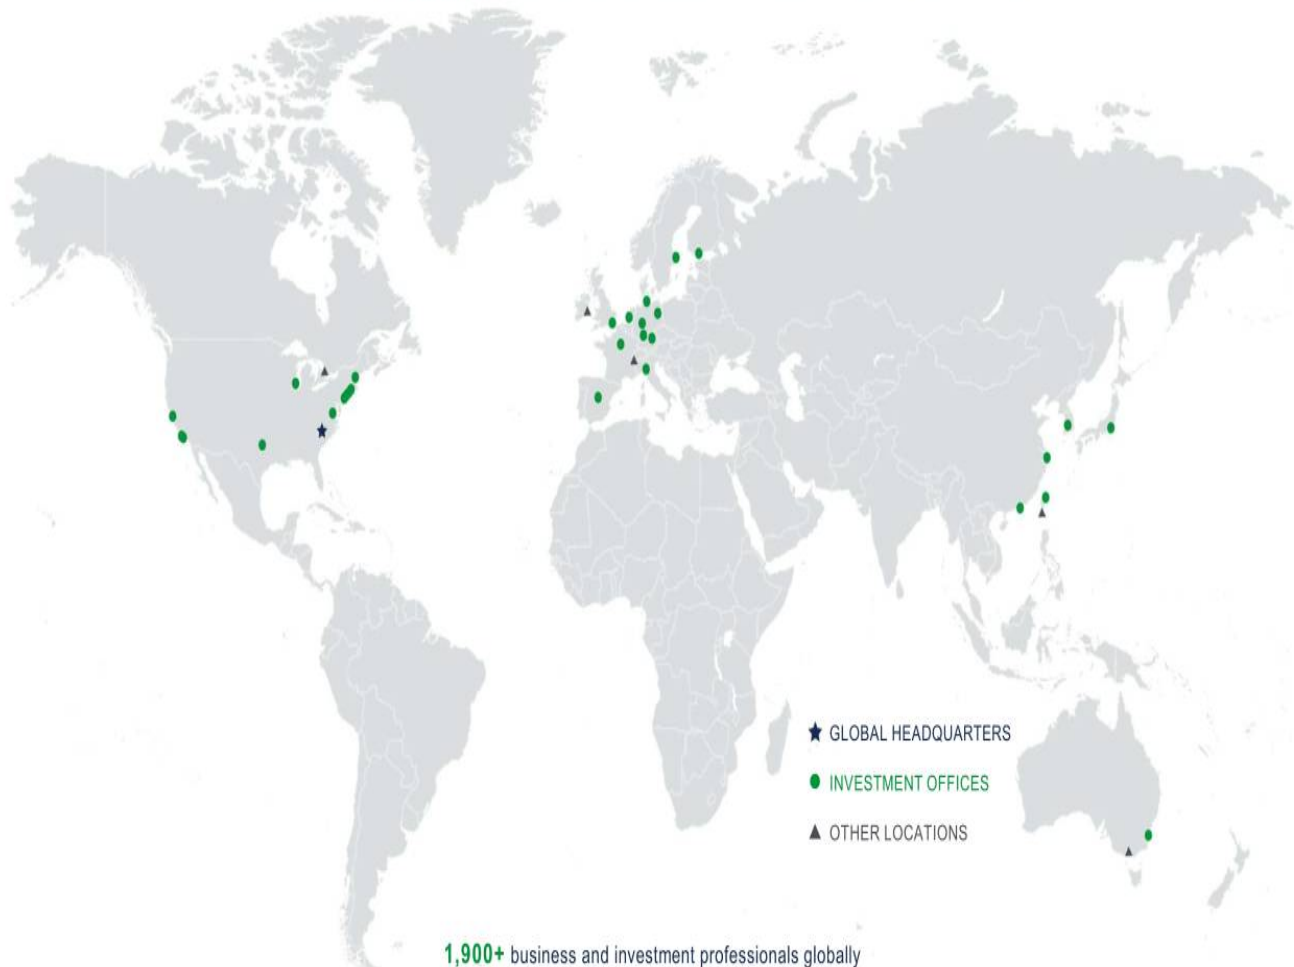 GLOBAL HEADQUARTERS
INVESTMENT OFFICES
OTHER LOCATIONS
1,900+ business and investment professionals globally